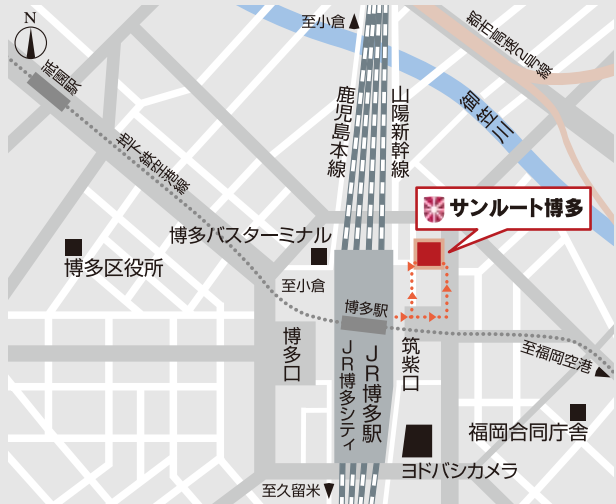 N
至小倉
都市高速2号線
祇園駅
鹿児島本線
山陽新幹線
御笠川
地下鉄空港線
サンルート博多
博多バスターミナル
博多区役所
至小倉
博多駅
博多口
筑紫口
JR博多シティ
JR博多駅
至福岡空港
福岡合同庁舎
ヨドバシカメラ
至久留米